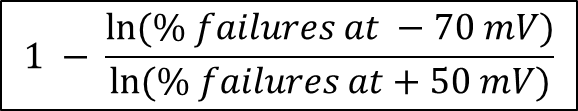 1 − ln(% failures at − 70 mV)
ln(% failures at + 50 mV)